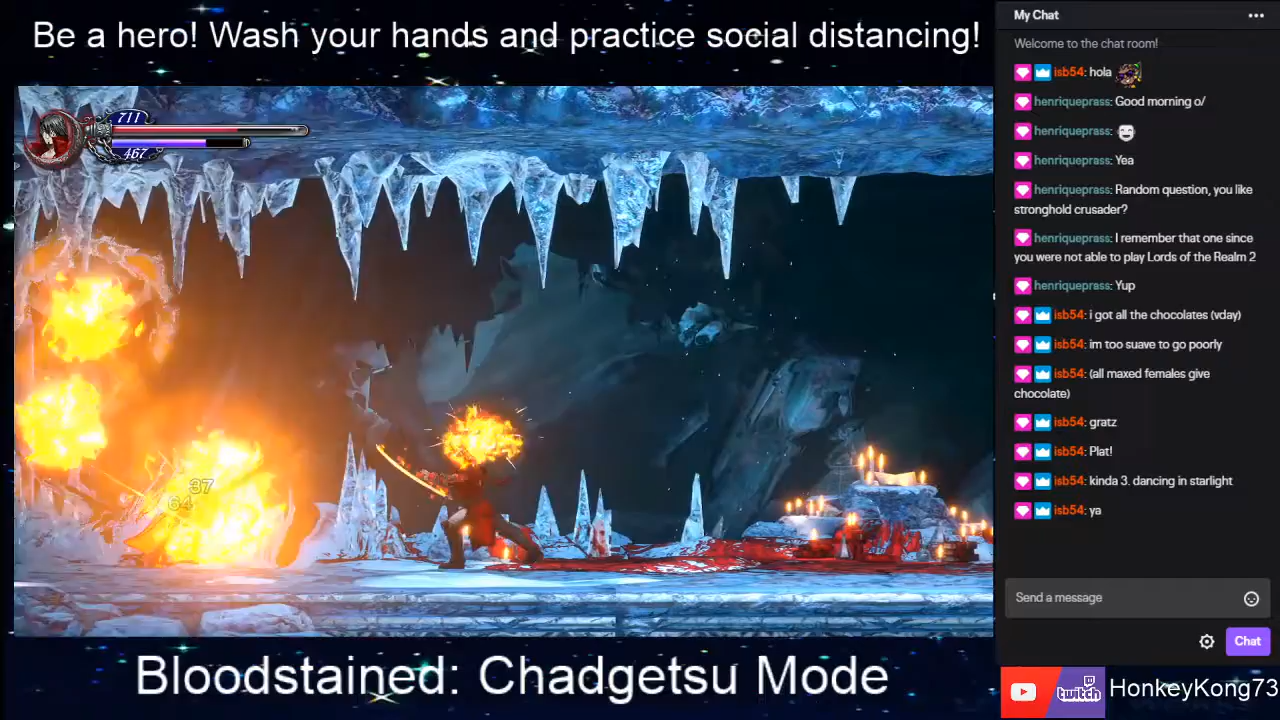 Be a hero! Wash your hands and practice social distancing!
711
467
37
64
Bloodstained: Chadgetsu Mode
My Chat
Welcome to the chat room!
isb54: hola
henriqueprass: Good morning o/
henriqueprass:
henriqueprass: Yea
henriqueprass: Random question, you like
stronghold crusader?
henriqueprass: I remember that one since
you were not able to play Lords of the Realm 2
henriqueprass: Yup
isb54: i got all the chocolates (vday)
isb54: im too suave to go poorly
isb54: (all maxed females give
chocolate)
isb54: gratz
isb54: Plat!
isb54: kinda 3. dancing in starlight
isb54: ya
Send a message
Chat
twitch HonkeyKong73